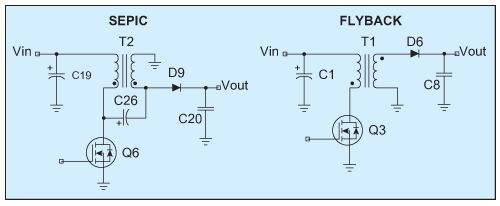 SEPIC
Vin
T2
C19
D9
Vout
C26
C20
Q6
FLYBACK
Vin
T1
D6
Vout
C1
C8
Q3